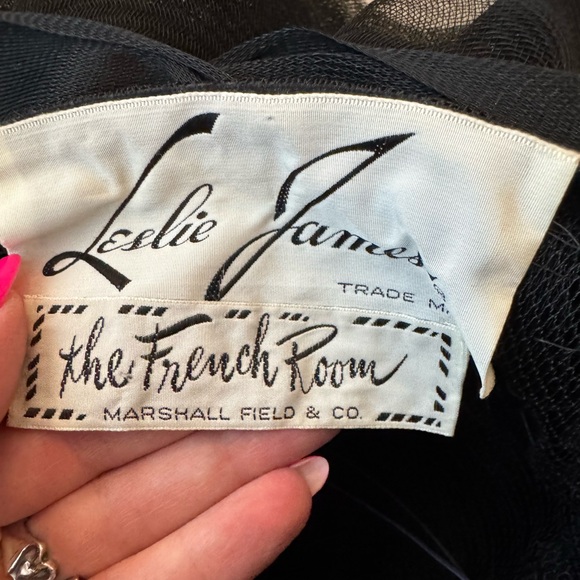 Leslie James
TRADE M
the French Room
MARSHALL FIELD & CO.